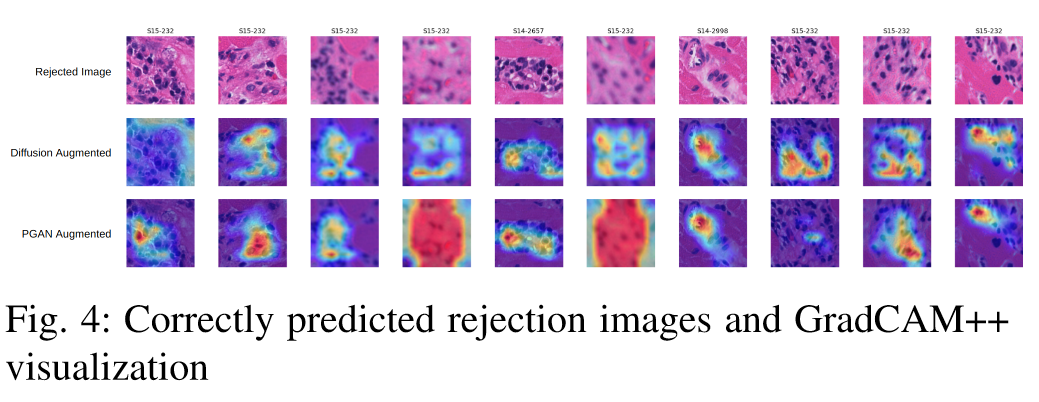 S15-232 S15-232 S15-232 S15-232 S14-2657 S15-232 S14-2998 S15-232 S15-232 S15-232
Rejected Image
Diffusion Augmented
PGAN Augmented
Fig. 4: Correctly predicted rejection images and GradCAM++
visualization